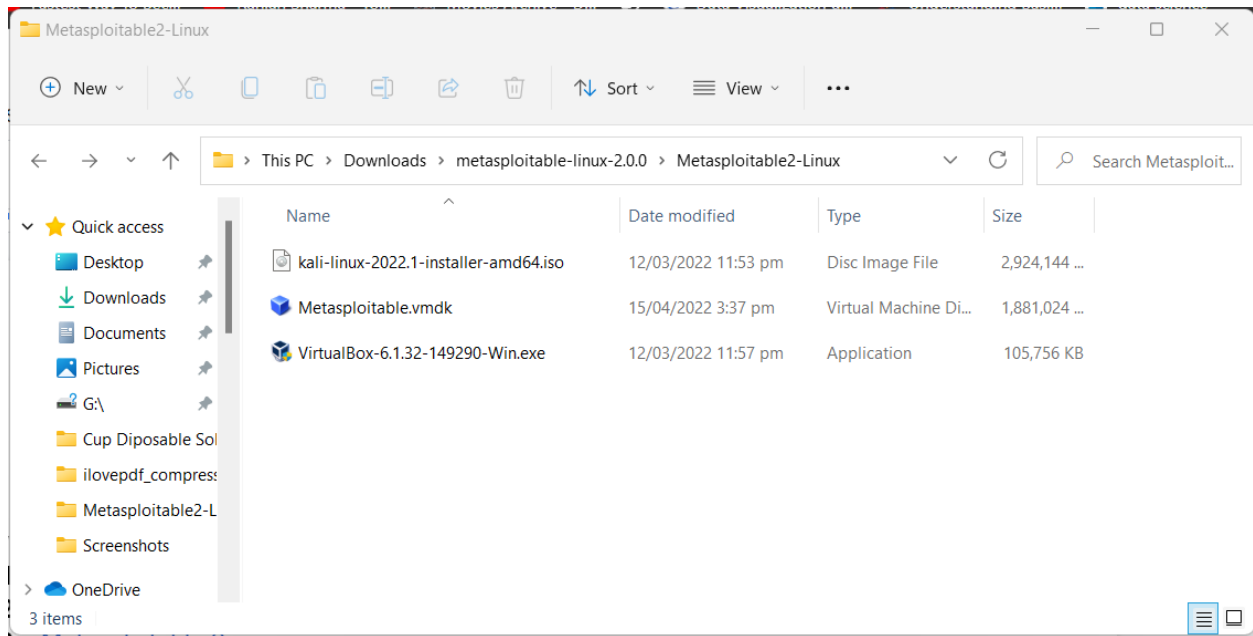 Metasploitable2-Linux
New Sort View
This PC > Downloads > metasploitable-linux-2.0.0 > Metasploitable2-Linux
Search Metasploit...
Name Date modified Type Size
kali-linux-2022.1-installer-amd64.iso 12/03/2022 11:53 pm Disc Image File 2,924,144 ...
Metasploitable.vmdk 15/04/2022 3:37 pm Virtual Machine Di... 1,881,024 ...
VirtualBox-6.1.32-149290-Win.exe 12/03/2022 11:57 pm Application 105,756 KB
Quick access
Desktop
Downloads
Documents
Pictures
G:\
Cup Diposable Sol
ilovepdf_compress
Metasploitable2-L
Screenshots
OneDrive
3 items